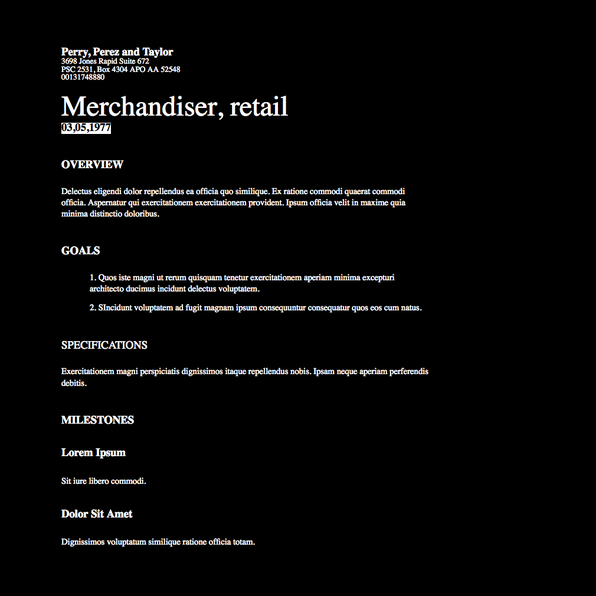 Perry, Perez and Taylor
3698 Jones Rapid Suite 672
PSC 2531, Box 4304 APO AA 52548
00131748880
Merchandiser, retail
03,05,1977
OVERVIEW
Delectus eligendi dolor repellendus ea officia quo similique. Ex ratione commodi quaerat commodi
officia. Aspernatur qui exercitationem exercitationem provident. Ipsum officia velit in maxime quia
minima distinctio doloribus.
GOALS
1. Quos iste magni ut rerum quisquam tenetur exercitationem aperiam minima excepturi
architecto ducimus incidunt delectus voluptatem.
2. SIncidunt voluptatem ad fugit magnam ipsum consequuntur consequatur quos eos cum natus.
SPECIFICATIONS
Exercitationem magni perspiciatis dignissimos itaque repellendus nobis. Ipsam neque aperiam perferendis
debitis.
MILESTONES
Lorem Ipsum
Sit iure libero commodi.
Dolor Sit Amet
Dignissimos voluptatum similique ratione officia totam.